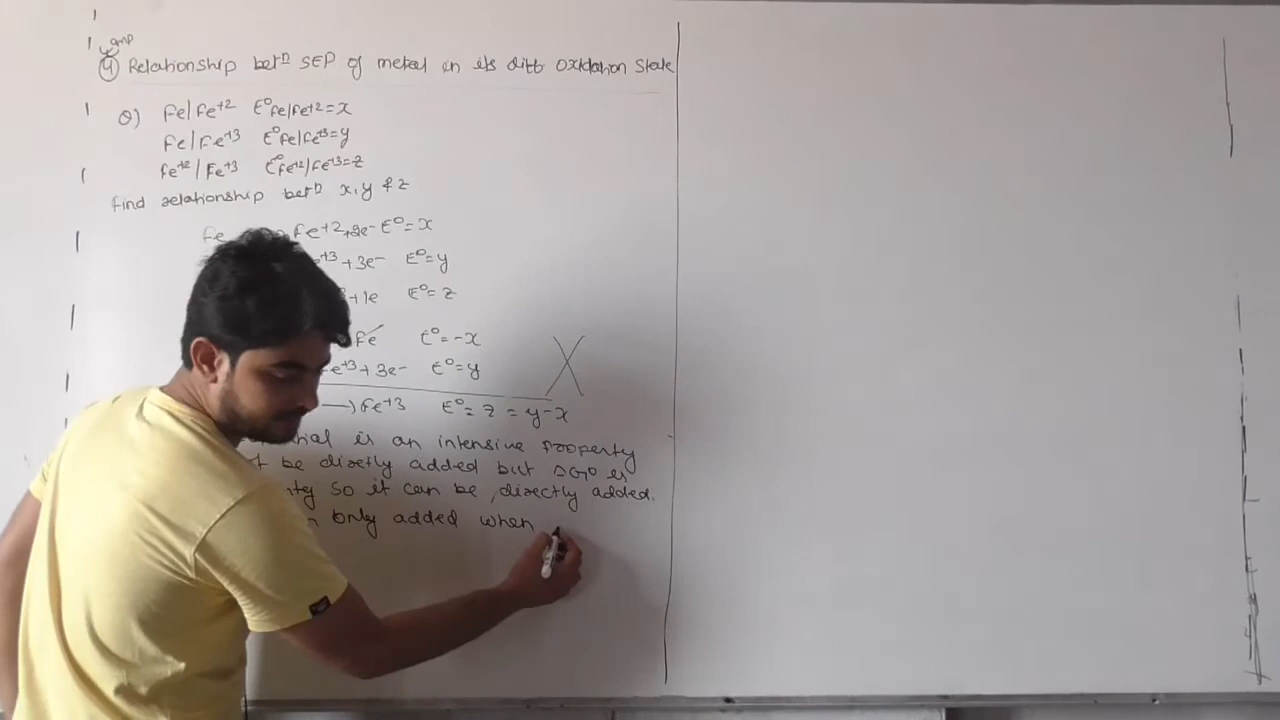 imp
4 Relationship betⁿ SEP of metal in its diff oxidation state
Q) Fe/Fe+2 E°Fe/Fe+2=x
Fe/Fe+3 E°Fe/Fe+3=y
Fe+2/Fe+3 E°Fe+2/Fe+3=z
find relationship betⁿ x, y & z
Fe Fe+2+2e- E°=x
+3 +3e- E°=y
+1e E°=z
Fe E°=-x
e+3+3e- E°=y
⟶Fe+3 E°=z=y-x
is an intensive property
be directly added but ΔG° is
so it can be, directly added.
only added when